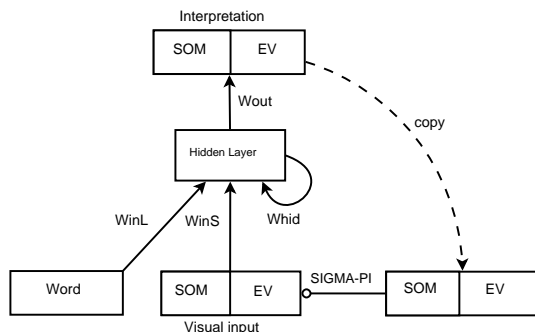 Interpretation
SOM EV
Wout
copy
Hidden Layer
WinL WinS Whid
SIGMA-PI
Word SOM EV SOM EV
Visual input